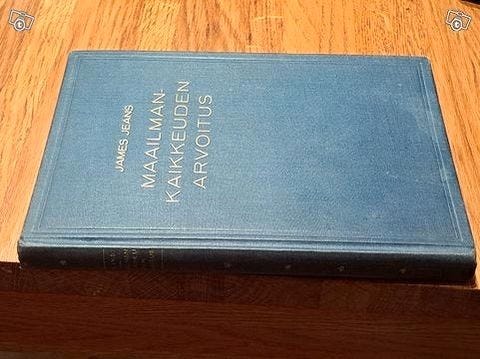 JAMES JEANS
MAAILMAN-
KAIKKEUDEN
ARVOITUS